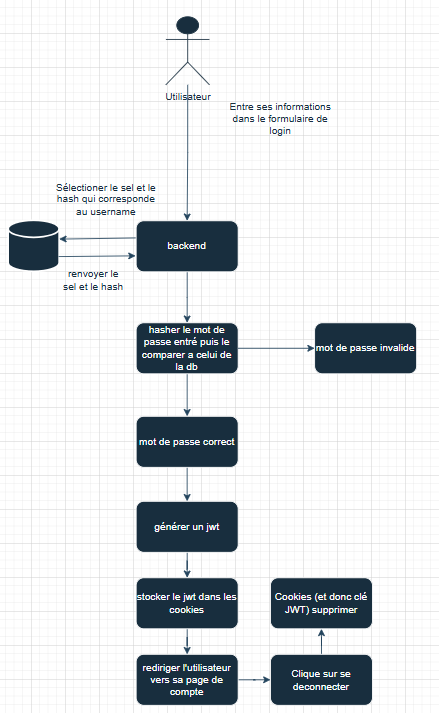 Utilisateur
Entre ses informations
dans le formulaire de
login
Sélectioner le sel et le
hash qui corresponde
au username
backend
renvoyer le
sel et le hash
hasher le mot de
passe entré puis le
comparer a celui de
la db
mot de passe invalide
mot de passe correct
générer un jwt
stocker le jwt dans les
cookies
Cookies (et donc clé
JWT) supprimer
rediriger l'utilisateur
vers sa page de
compte
Clique sur se
deconnecter